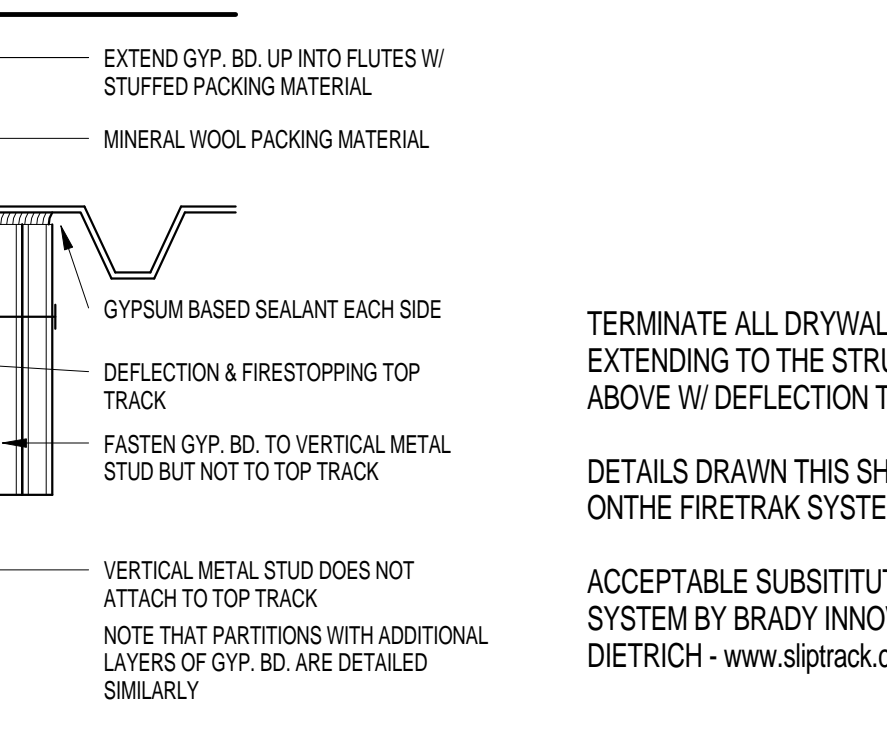 EXTEND GYP. BD. UP INTO FLUTES W/
STUFFED PACKING MATERIAL
MINERAL WOOL PACKING MATERIAL
GYPSUM BASED SEALANT EACH SIDE
DEFLECTION & FIRESTOPPING TOP
TRACK
FASTEN GYP. BD. TO VERTICAL METAL
STUD BUT NOT TO TOP TRACK
VERTICAL METAL STUD DOES NOT
ATTACH TO TOP TRACK
NOTE THAT PARTITIONS WITH ADDITIONAL
LAYERS OF GYP. BD. ARE DETAILED
SIMILARLY
TERMINATE ALL DRYWAL
EXTENDING TO THE STRU
ABOVE W/ DEFLECTION T
DETAILS DRAWN THIS SH
ONTHE FIRETRAK SYSTE
ACCEPTABLE SUBSITITUT
SYSTEM BY BRADY INNOV
DIETRICH - www.sliptrack.c